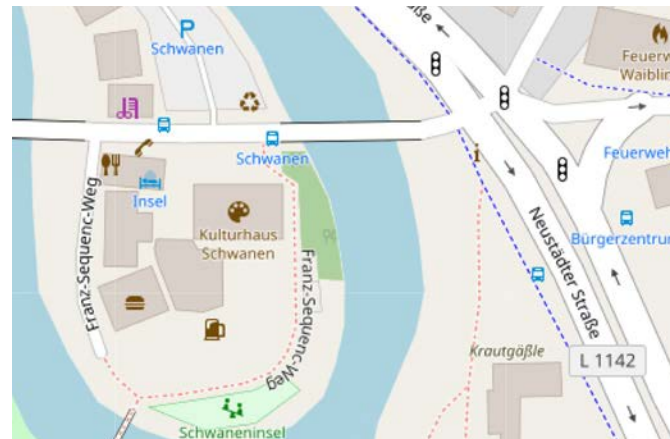 P
Schwanen
Straße
Feuerw
Waiblin
Schwanen
i
Feuerweh
Insel
Franz-Sequenc-Weg
Kulturhaus
Schwanen
Franz-Sequenc-Weg
Neustädter Straße
Bürgerzentru
Krautgäßle
L 1142
Schwaneninsel